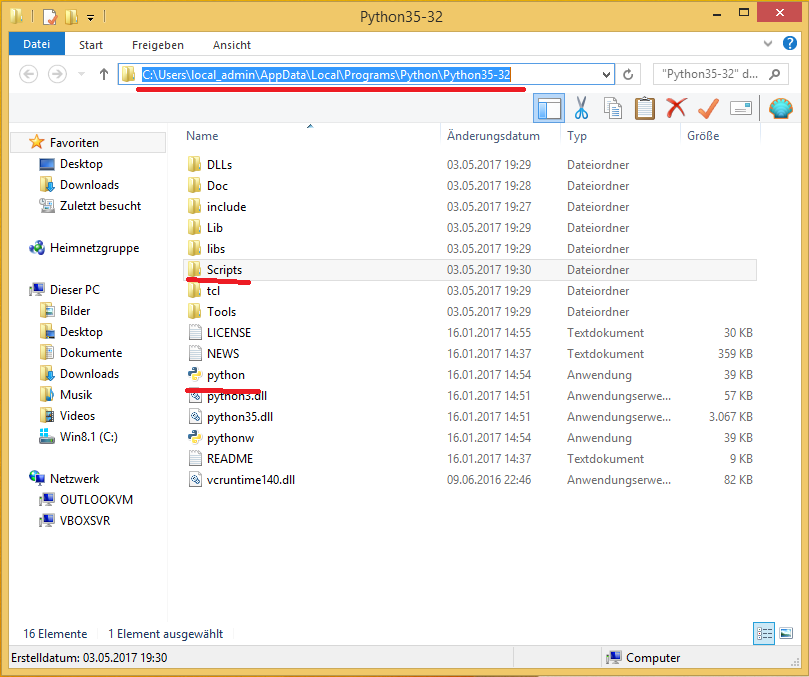 Python35-32
Datei Start Freigeben Ansicht
C:\Users\local_admin\AppData\Local\Programs\Python\Python35-32 "Python35-32" d...
Name Änderungsdatum Typ Größe
Favoriten
Desktop
Downloads
Zuletzt besucht
Heimnetzgruppe
Dieser PC
Bilder
Desktop
Dokumente
Downloads
Musik
Videos
Win8.1 (C:)
Netzwerk
OUTLOOKVM
VBOXSVR
DLLs 03.05.2017 19:29 Dateiordner
Doc 03.05.2017 19:28 Dateiordner
include 03.05.2017 19:27 Dateiordner
Lib 03.05.2017 19:29 Dateiordner
libs 03.05.2017 19:29 Dateiordner
Scripts 03.05.2017 19:30 Dateiordner
tcl 03.05.2017 19:29 Dateiordner
Tools 03.05.2017 19:29 Dateiordner
LICENSE 16.01.2017 14:55 Textdokument 30 KB
NEWS 16.01.2017 14:37 Textdokument 359 KB
python 16.01.2017 14:54 Anwendung 39 KB
python3.dll 16.01.2017 14:51 Anwendungserwe... 57 KB
python35.dll 16.01.2017 14:51 Anwendungserwe... 3.067 KB
pythonw 16.01.2017 14:54 Anwendung 39 KB
README 16.01.2017 14:37 Textdokument 9 KB
vcruntime140.dll 09.06.2016 22:46 Anwendungserwe... 82 KB
16 Elemente 1 Element ausgewählt
Erstelldatum: 03.05.2017 19:30 Computer